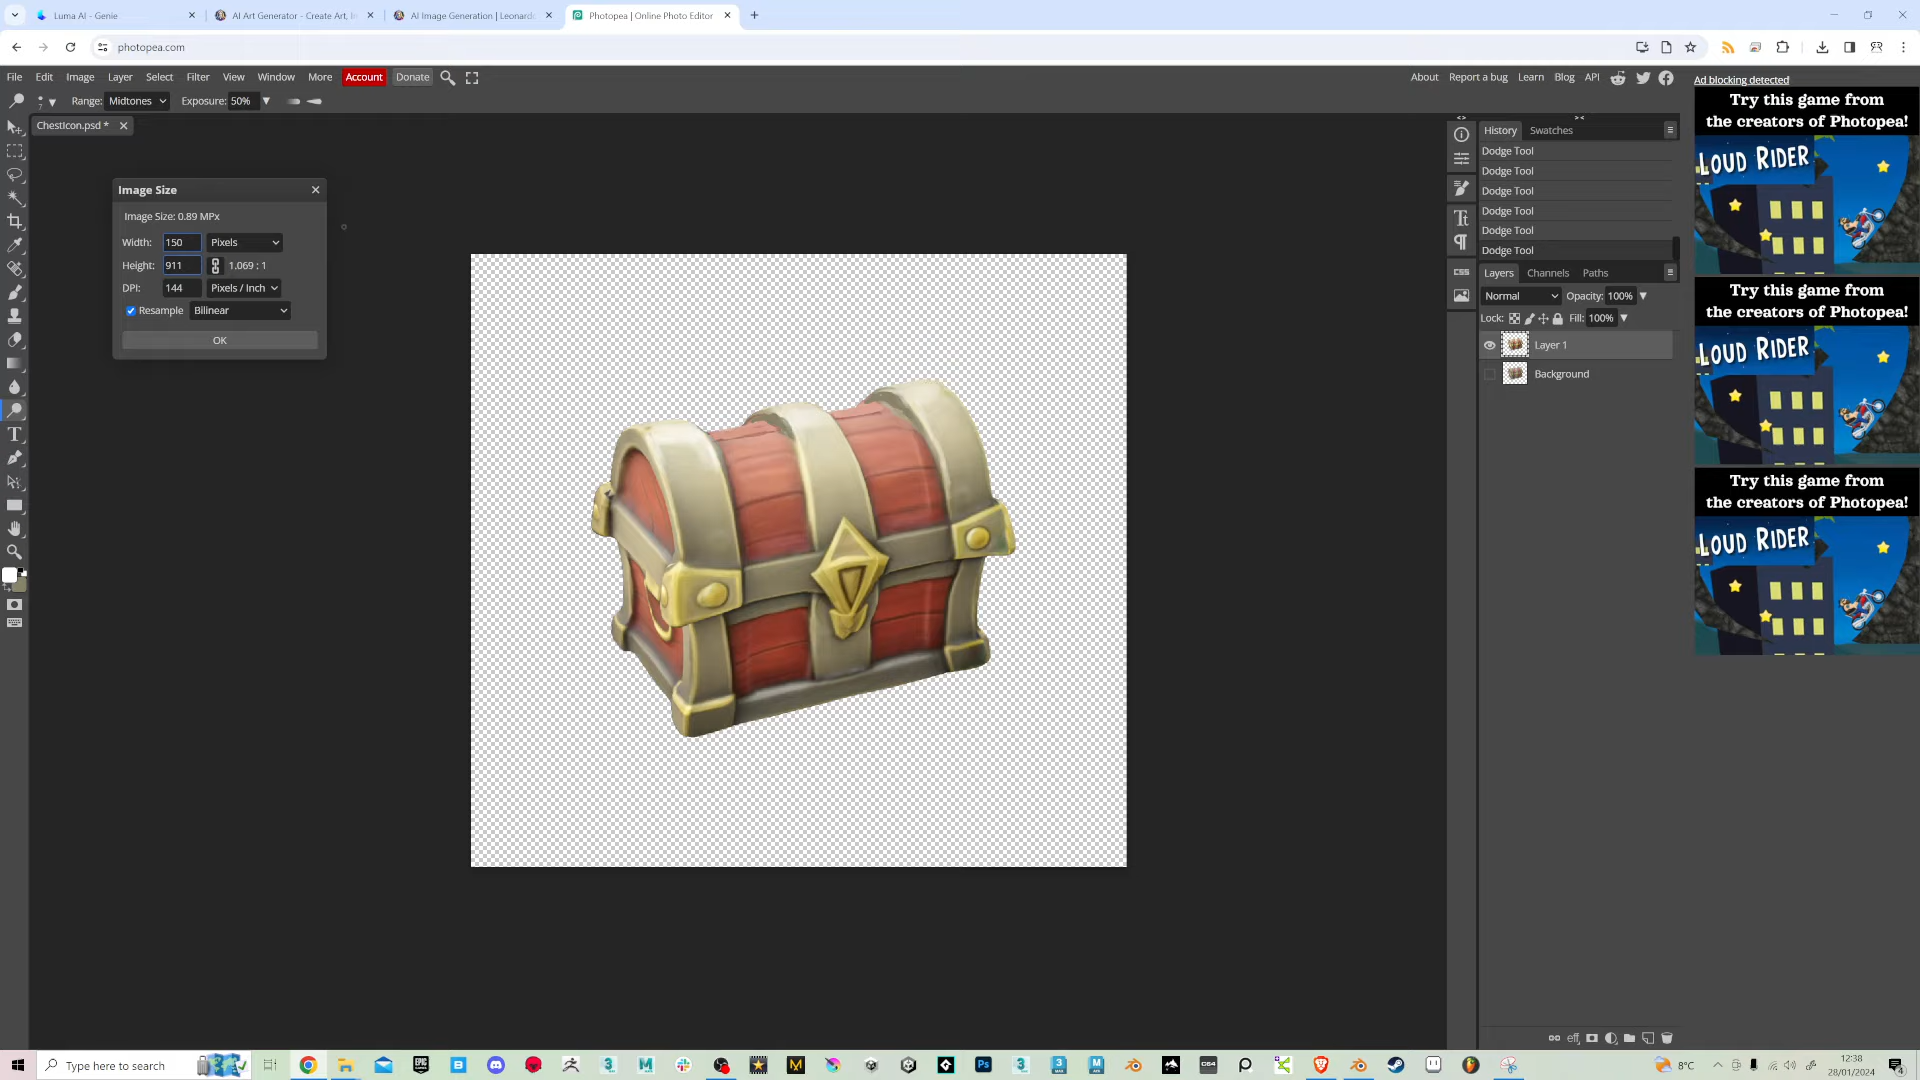 Luma AI - Genie
AI Art Generator - Create Art, I
AI Image Generation | Leonardo
Photopea | Online Photo Editor
photopea.com
File Edit Image Layer Select Filter View Window More Account Donate
About Report a bug Learn Blog API
Range: Midtones Exposure: 50%
7
ChestIcon.psd *
Image Size
Image Size: 0.89 MPx
Width: 150 Pixels
Height: 911 1.069 : 1
DPI: 144 Pixels / Inch
Resample Bilinear
OK
History Swatches
Dodge Tool
Dodge Tool
Dodge Tool
Dodge Tool
Dodge Tool
Dodge Tool
CSS
Layers Channels Paths
Normal Opacity: 100%
Lock: Fill: 100%
Layer 1
Background
eff
Ad blocking detected
Try this game from
the creators of Photopea!
LOUD RIDER
Try this game from
the creators of Photopea!
LOUD RIDER
Try this game from
the creators of Photopea!
LOUD RIDER
Type here to search
8°C
12:38
28/01/2024